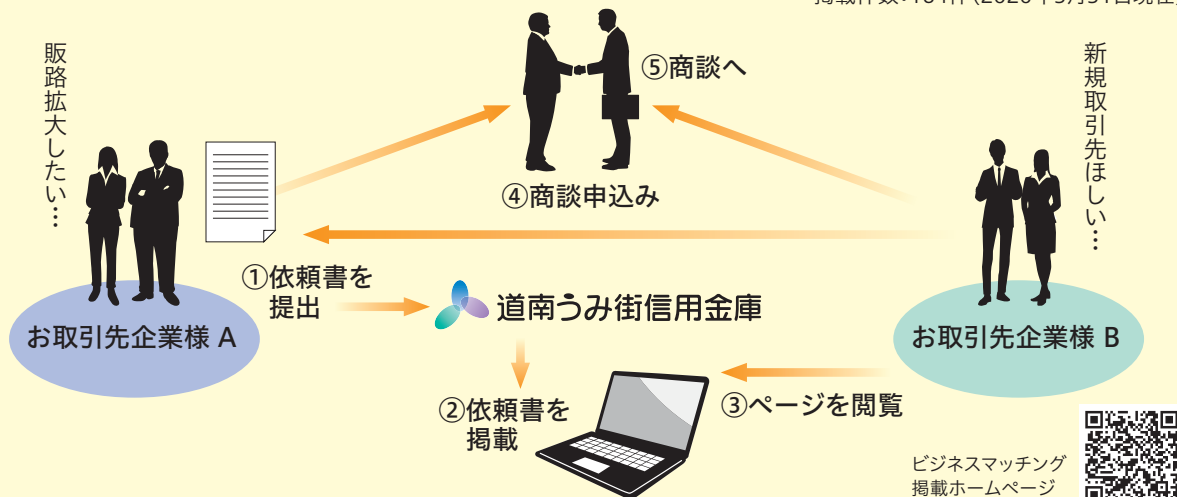 販路拡大したい…
⑤商談へ
新規取引先ほしい…
④商談申込み
①依頼書を
提出
道南うみ街信用金庫
お取引先企業様 A
お取引先企業様 B
②依頼書を
掲載
③ページを閲覧
ビジネスマッチング
掲載ホームページ